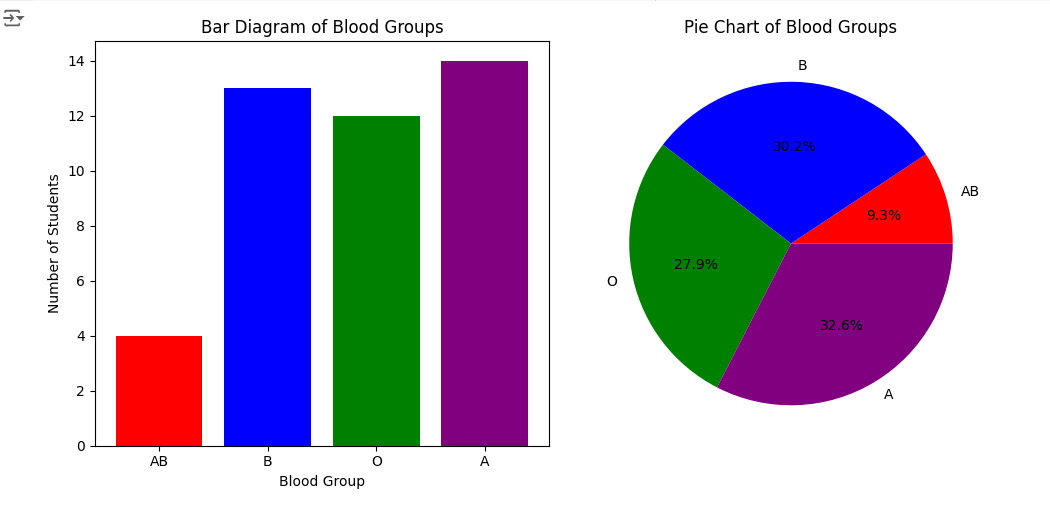 Bar Diagram of Blood Groups
14
12
10
8
6
4
2
0
Number of Students
AB
B
O
A
Blood Group
Pie Chart of Blood Groups
B
30.2%
AB
9.3%
27.9%
O
32.6%
A